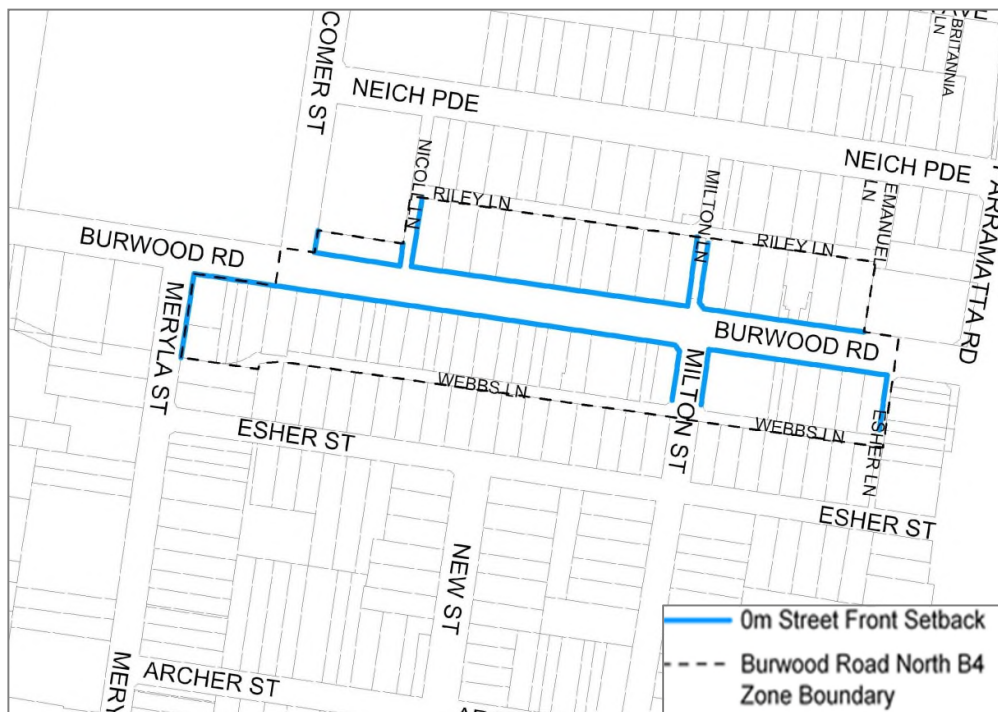 COMER ST
NEICH PDE
BRITANNIA
LN
NICOLL LN
RILEY LN
MILTON LN
NEICH PDE
EMANUEL
LN
PARRAMATTA RD
BURWOOD RD
RILEY LN
MERYLA ST
BURWOOD RD
WEBBS LN
MILTON ST
WEBBS LN
ESHER LN
ESHER ST
ESHER ST
NEW ST
ARCHER ST
0m Street Front Setback
Burwood Road North B4
Zone Boundary